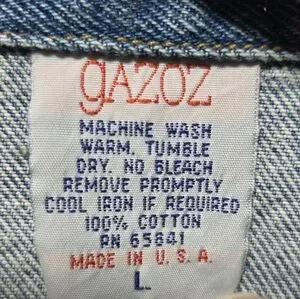 gazoz
MACHINE WASH
WARM. TUMBLE
DRY. NO BLEACH
REMOVE PROMPTLY
COOL IRON IF REQUIRED
100% COTTON
RN 65841
MADE IN U.S.A.
L